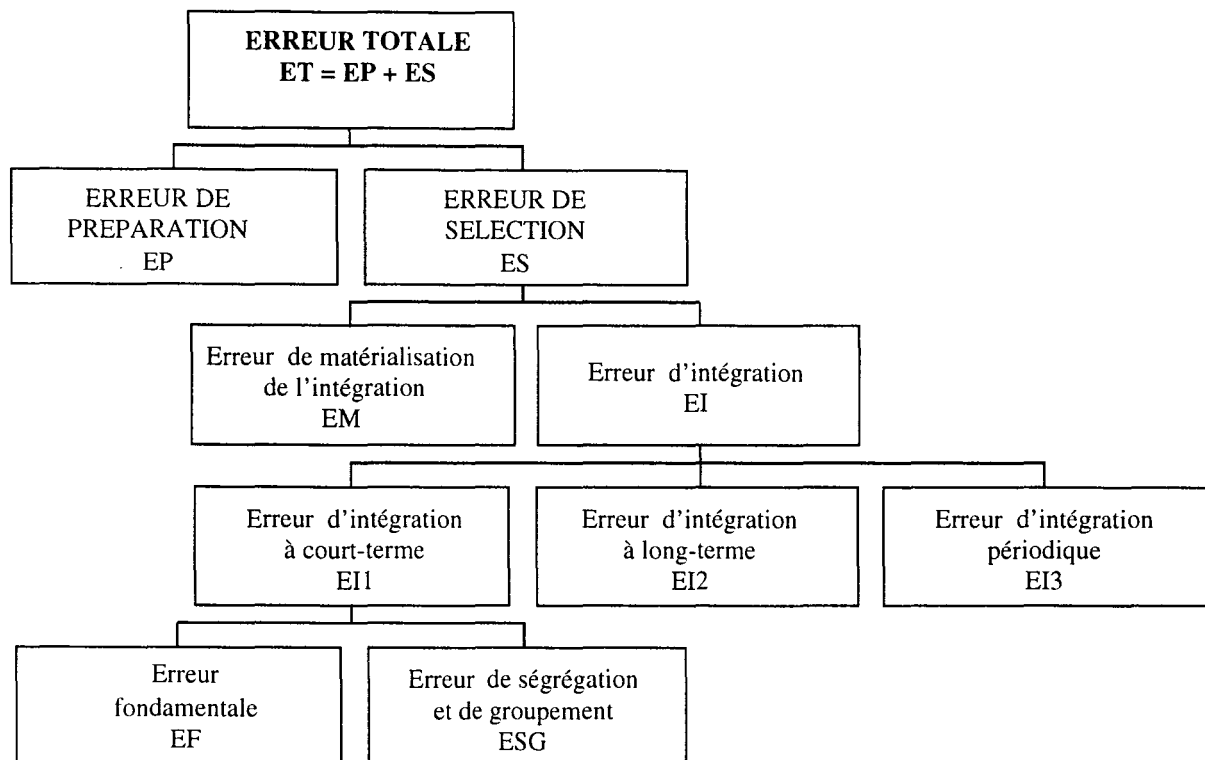 ERREUR TOTALE
ET = EP + ES
ERREUR DE
PREPARATION
EP
ERREUR DE
SELECTION
ES
Erreur de matérialisation
de l'intégration
EM
Erreur d'intégration
EI
Erreur d'intégration
à court-terme
EI1
Erreur d'intégration
à long-terme
EI2
Erreur d'intégration
périodique
EI3
Erreur
fondamentale
EF
Erreur de ségrégation
et de groupement
ESG